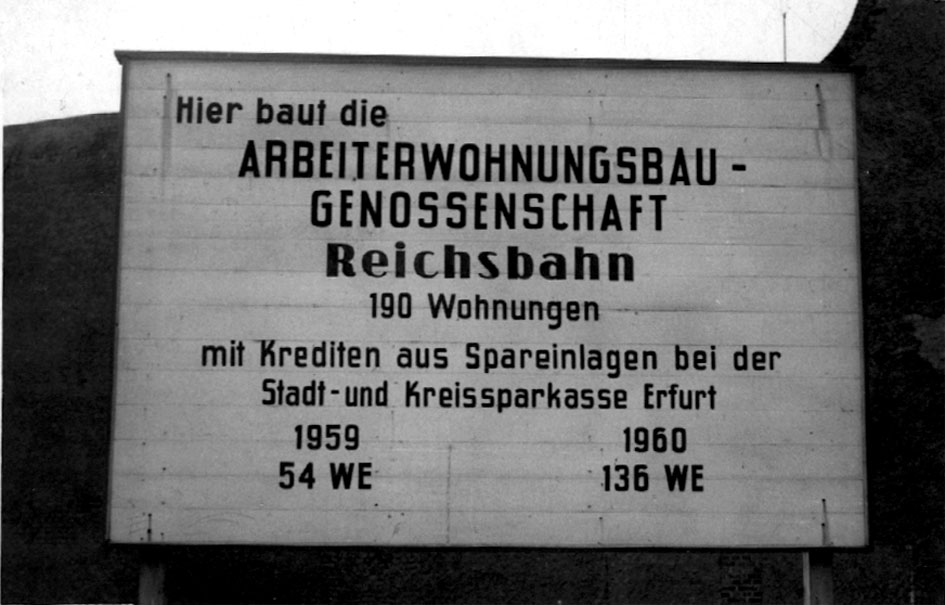 Hier baut die
ARBEITERWOHNUNGSBAU-
GENOSSENSCHAFT
Reichsbahn
190 Wohnungen
mit Krediten aus Spareinlagen bei der
Stadt-und Kreissparkasse Erfurt
1959 1960
54 WE 136 WE